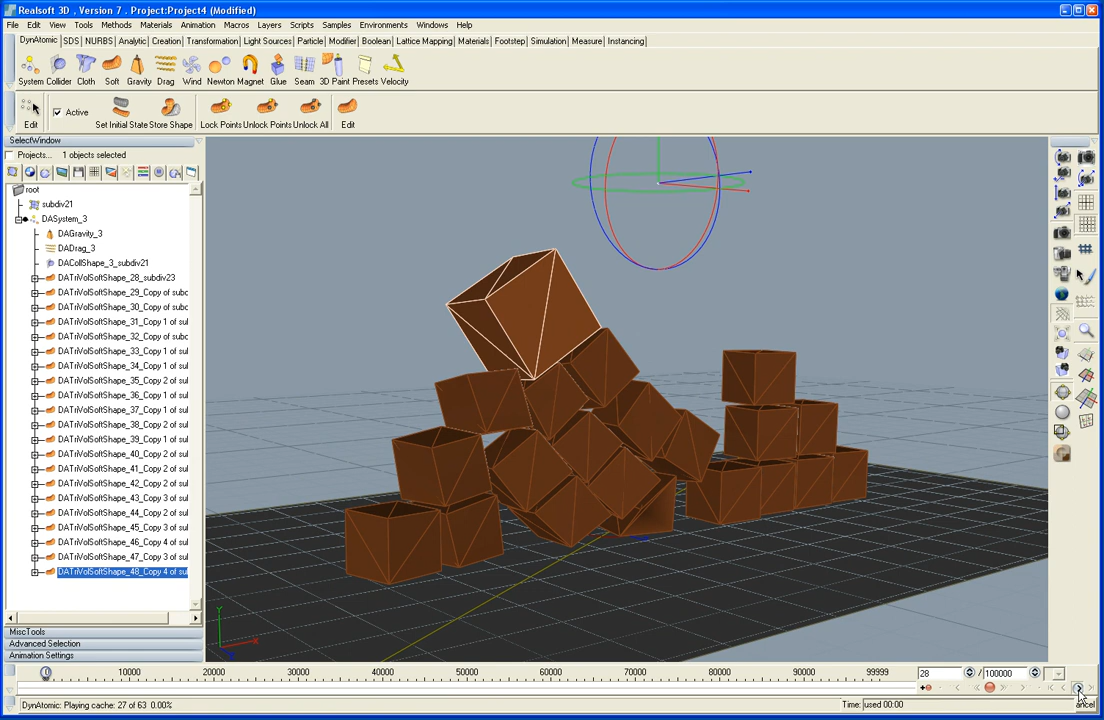 Realsoft 3D , Version 7 . Project:Project4 (Modified)
File Edit View Tools Methods Materials Animation Macros Layers Scripts Samples Environments Windows Help
DynAtomic SDS NURBS Analytic Creation Transformation Light Sources Particle Modifier Boolean Lattice Mapping Materials Footstep Simulation Measure Instancing
System Collider Cloth Soft Gravity Drag Wind Newton Magnet Glue Seam 3D Paint Presets Velocity
Active
Edit Set Initial State Store Shape Lock Points Unlock Points Unlock All Edit
SelectWindow
Projects... 1 objects selected
root
subdiv21
DASystem_3
DAGravity_3
DADrag_3
DACollShape_3_subdiv21
DATriVolSoftShape_28_subdiv23
DATriVolSoftShape_29_Copy of subc
DATriVolSoftShape_30_Copy of subc
DATriVolSoftShape_31_Copy 1 of sul
DATriVolSoftShape_32_Copy of subc
DATriVolSoftShape_33_Copy 1 of sul
DATriVolSoftShape_34_Copy 1 of sul
DATriVolSoftShape_35_Copy 2 of sul
DATriVolSoftShape_36_Copy 1 of sul
DATriVolSoftShape_37_Copy 1 of sul
DATriVolSoftShape_38_Copy 2 of sul
DATriVolSoftShape_39_Copy 1 of sul
DATriVolSoftShape_40_Copy 2 of sul
DATriVolSoftShape_41_Copy 2 of sul
DATriVolSoftShape_42_Copy 2 of sul
DATriVolSoftShape_43_Copy 3 of sul
DATriVolSoftShape_44_Copy 2 of sul
DATriVolSoftShape_45_Copy 3 of sul
DATriVolSoftShape_46_Copy 4 of sul
DATriVolSoftShape_47_Copy 3 of sul
DATriVolSoftShape_48_Copy 4 of sul
Y
MiscTools
Advanced Selection
Animation Settings
0 10000 20000 30000 40000 50000 60000 70000 80000 90000 99999 28 / 100000
DynAtomic: Playing cache: 27 of 63 0.00% Time: used 00:00 ancel